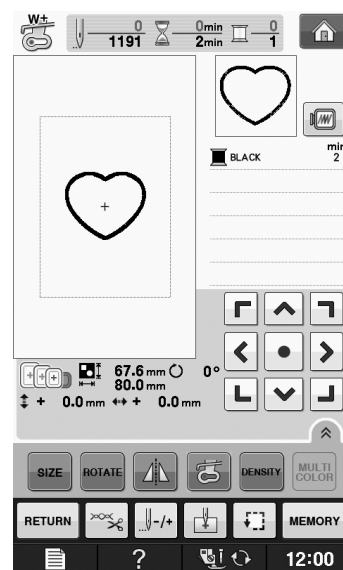 W+
0 0min 0
1191 2min 1
min
BLACK 2
67.6 mm 0°
80.0 mm
+ 0.0 mm + 0.0 mm
SIZE ROTATE DENSITY MULTI COLOR
RETURN -/+ MEMORY
? 12:00